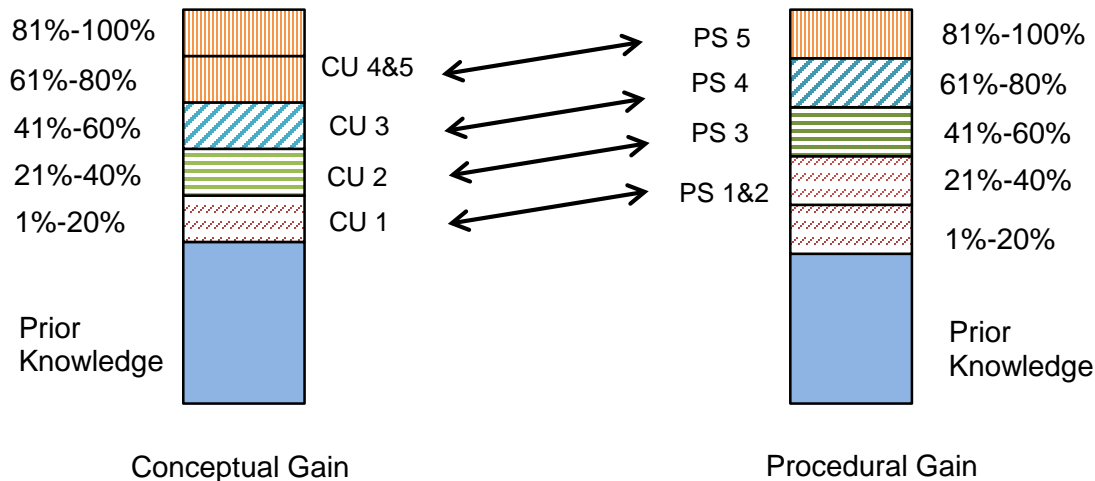 81%-100%
61%-80%
41%-60%
21%-40%
1%-20%
Prior
Knowledge
CU 4&5
CU 3
CU 2
CU 1
Conceptual Gain
PS 5
PS 4
PS 3
PS 1&2
81%-100%
61%-80%
41%-60%
21%-40%
1%-20%
Prior
Knowledge
Procedural Gain